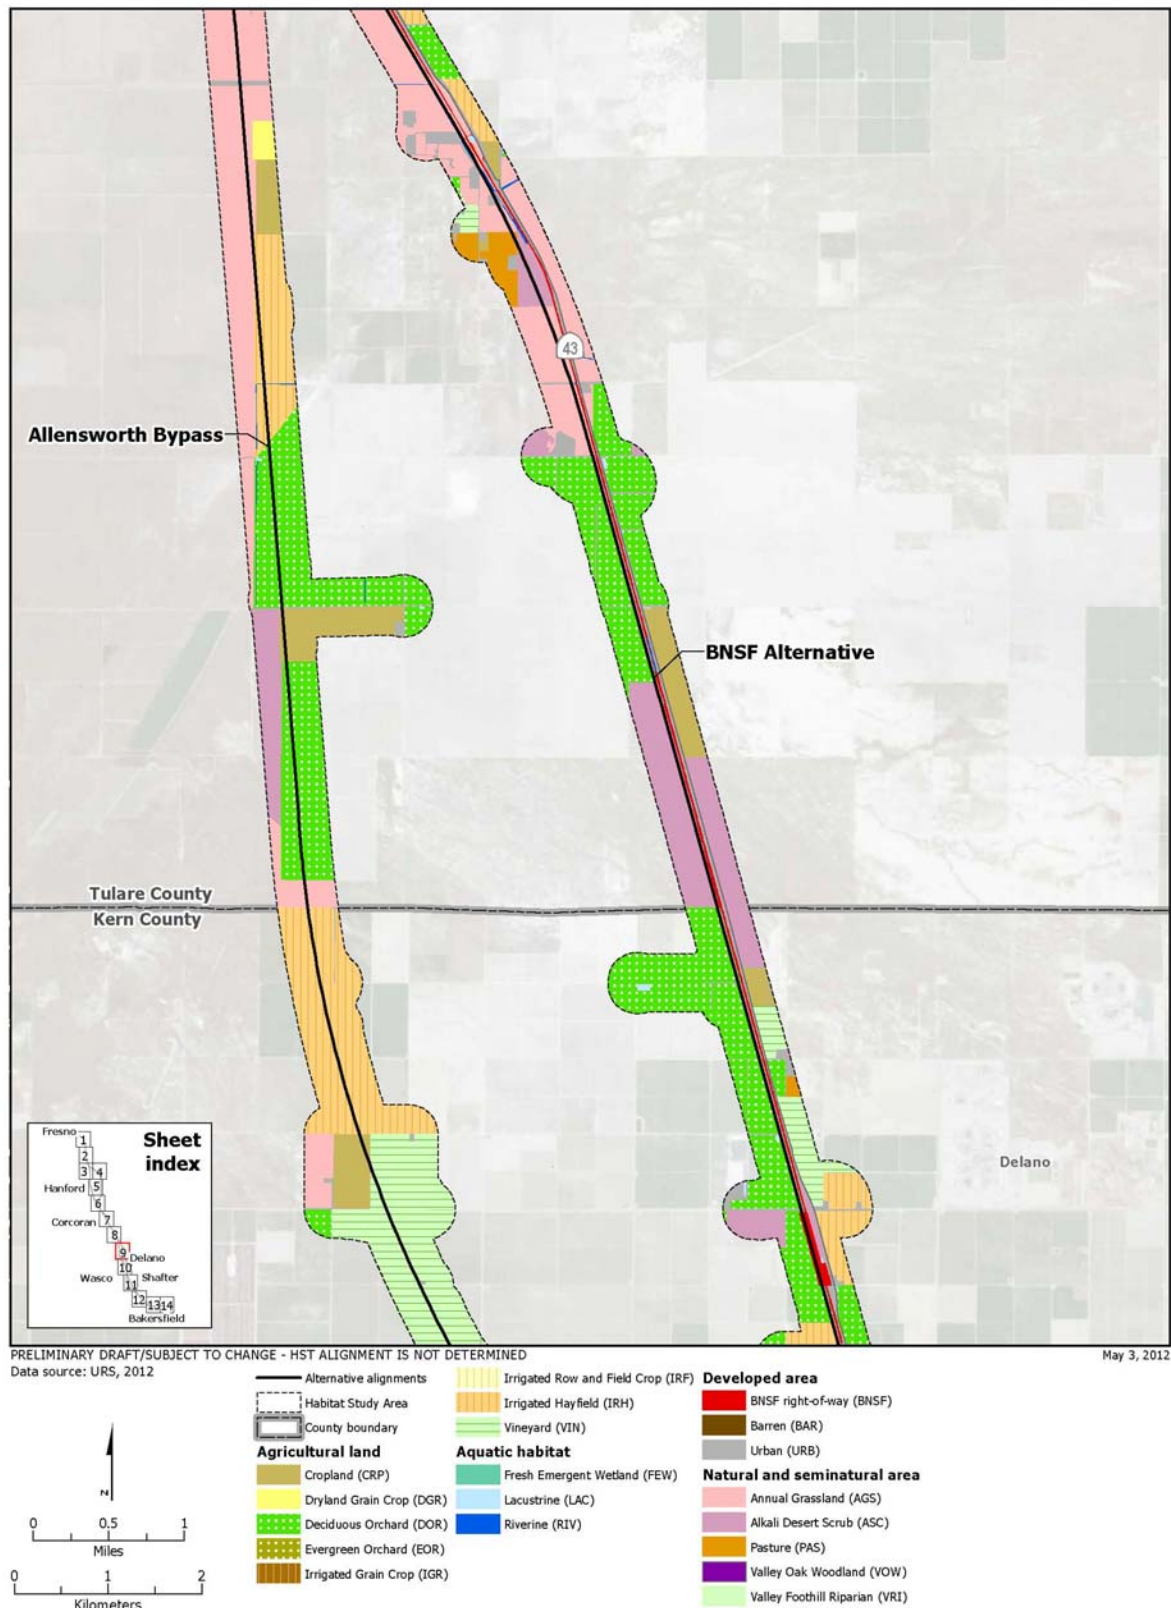 43
Allensworth Bypass
BNSF Alternative
Tulare County
Kern County
Delano
Sheet
index
Fresno
1
2
3
4
Hanford
5
6
Corcoran
7
8
9
Delano
10
Wasco
Shafter
11
12
13
14
Bakersfield
PRELIMINARY DRAFT/SUBJECT TO CHANGE - HST ALIGNMENT IS NOT DETERMINED
May 3, 2012
Data source: URS, 2012
N
0 0.5 1
Miles
0 1 2
Kilometers
Alternative alignments
Habitat Study Area
County boundary
Agricultural land
Cropland (CRP)
Dryland Grain Crop (DGR)
Deciduous Orchard (DOR)
Evergreen Orchard (EOR)
Irrigated Grain Crop (IGR)
Irrigated Row and Field Crop (IRF)
Irrigated Hayfield (IRH)
Vineyard (VIN)
Aquatic habitat
Fresh Emergent Wetland (FEW)
Lacustrine (LAC)
Riverine (RIV)
Developed area
BNSF right-of-way (BNSF)
Barren (BAR)
Urban (URB)
Natural and seminatural area
Annual Grassland (AGS)
Alkali Desert Scrub (ASC)
Pasture (PAS)
Valley Oak Woodland (VOW)
Valley Foothill Riparian (VRI)